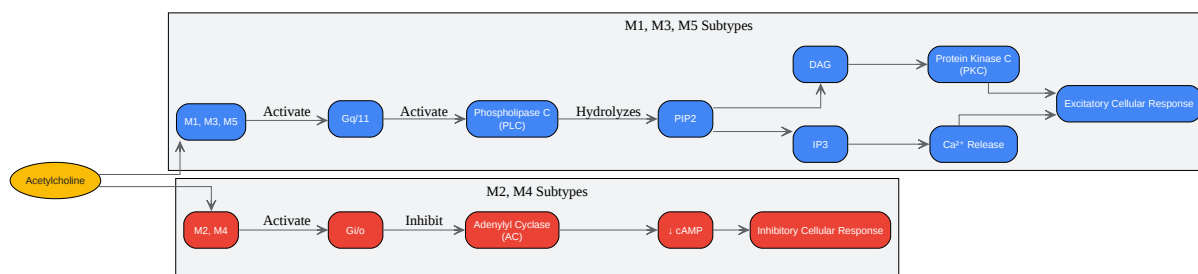 M1, M3, M5 Subtypes
Acetylcholine
M1, M3, M5
Activate
Gq/11
Activate
Phospholipase C
(PLC)
Hydrolyzes
PIP2
DAG
Protein Kinase C
(PKC)
IP3
Ca²⁺ Release
Excitatory Cellular Response
M2, M4 Subtypes
M2, M4
Activate
Gi/o
Inhibit
Adenylyl Cyclase
(AC)
↓ cAMP
Inhibitory Cellular Response